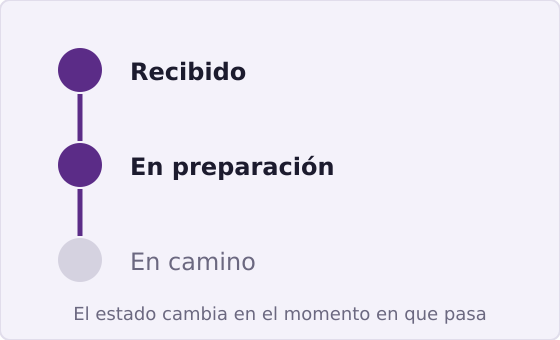 Recibido
En preparación
En camino
El estado cambia en el momento en que pasa